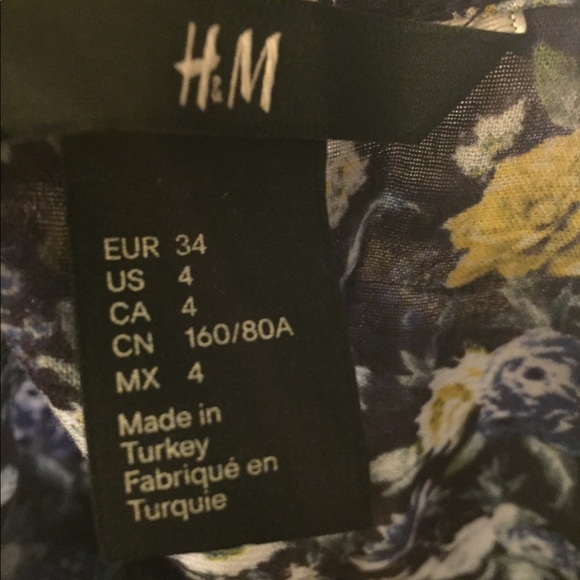 H&M
EUR 34
US 4
CA 4
CN 160/80A
MX 4
Made in
Turkey
Fabriqué en
Turquie